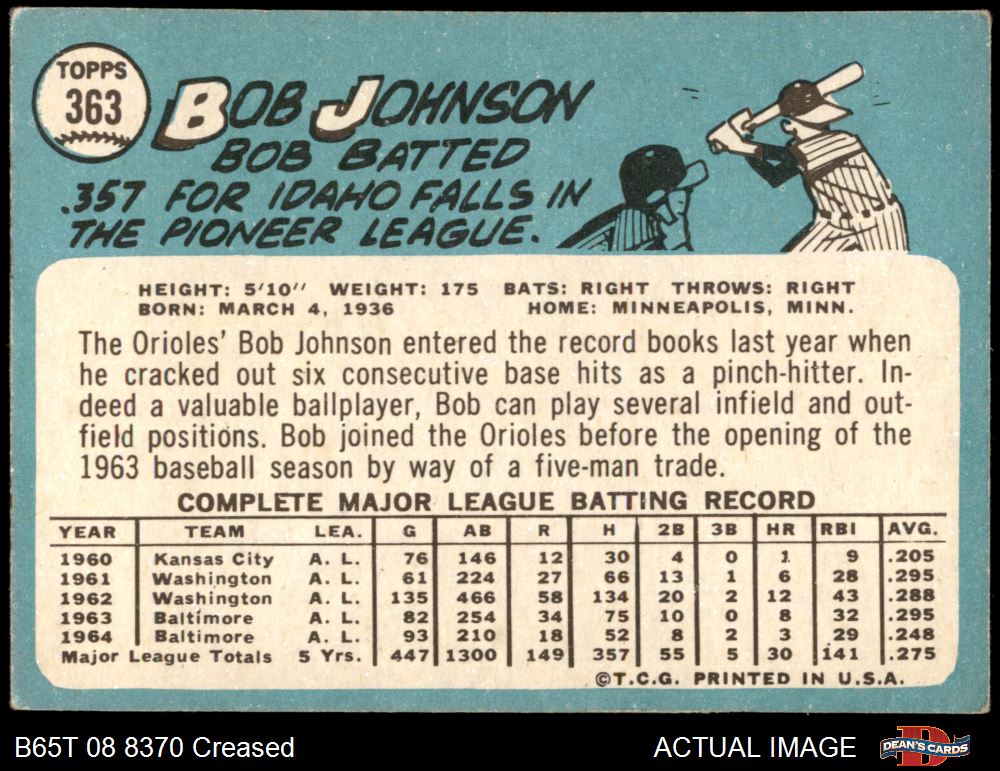 TOPPS
363
BOB JOHNSON
BOB BATTED
.357 FOR IDAHO FALLS IN
THE PIONEER LEAGUE.
HEIGHT: 5'10" WEIGHT: 175 BATS: RIGHT THROWS: RIGHT
BORN: MARCH 4, 1936 HOME: MINNEAPOLIS, MINN.
The Orioles' Bob Johnson entered the record books last year when
he cracked out six consecutive base hits as a pinch-hitter. In-
deed a valuable ballplayer, Bob can play several infield and out-
field positions. Bob joined the Orioles before the opening of the
1963 baseball season by way of a five-man trade.
COMPLETE MAJOR LEAGUE BATTING RECORD
YEAR TEAM LEA. G AB R H 2B 3B HR RBI AVG.
1960 Kansas City A. L. 76 146 12 30 4 0 1 9 .205
1961 Washington A. L. 61 224 27 66 13 1 6 28 .295
1962 Washington A. L. 135 466 58 134 20 2 12 43 .288
1963 Baltimore A. L. 82 254 34 75 10 0 8 32 .295
1964 Baltimore A. L. 93 210 18 52 8 2 3 29 .248
Major League Totals 5 Yrs. 447 1300 149 357 55 5 30 141 .275
©T.C.G. PRINTED IN U.S.A.
B65T 08 8370 Creased ACTUAL IMAGE
DEAN'S CARDS